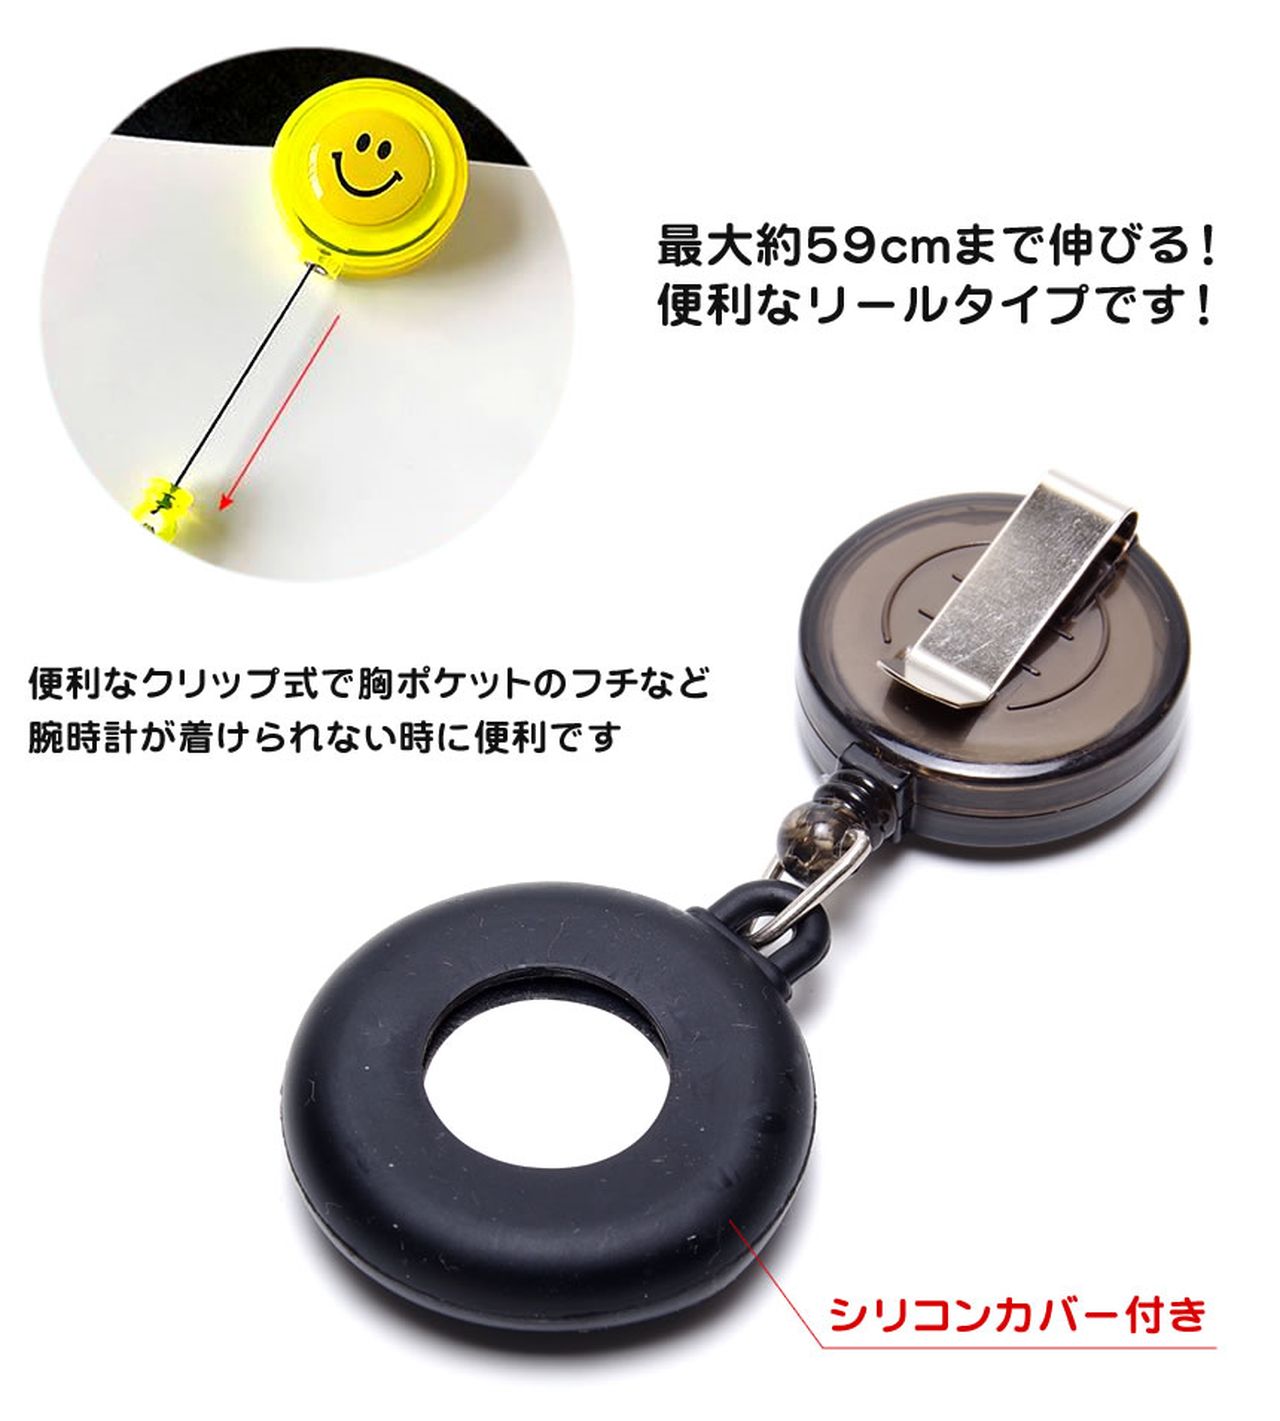 最大約59cmまで伸びる！
便利なリールタイプです！
便利なクリップ式で胸ポケットのフチなど
腕時計が着けられない時に便利です
シリコンカバー付き